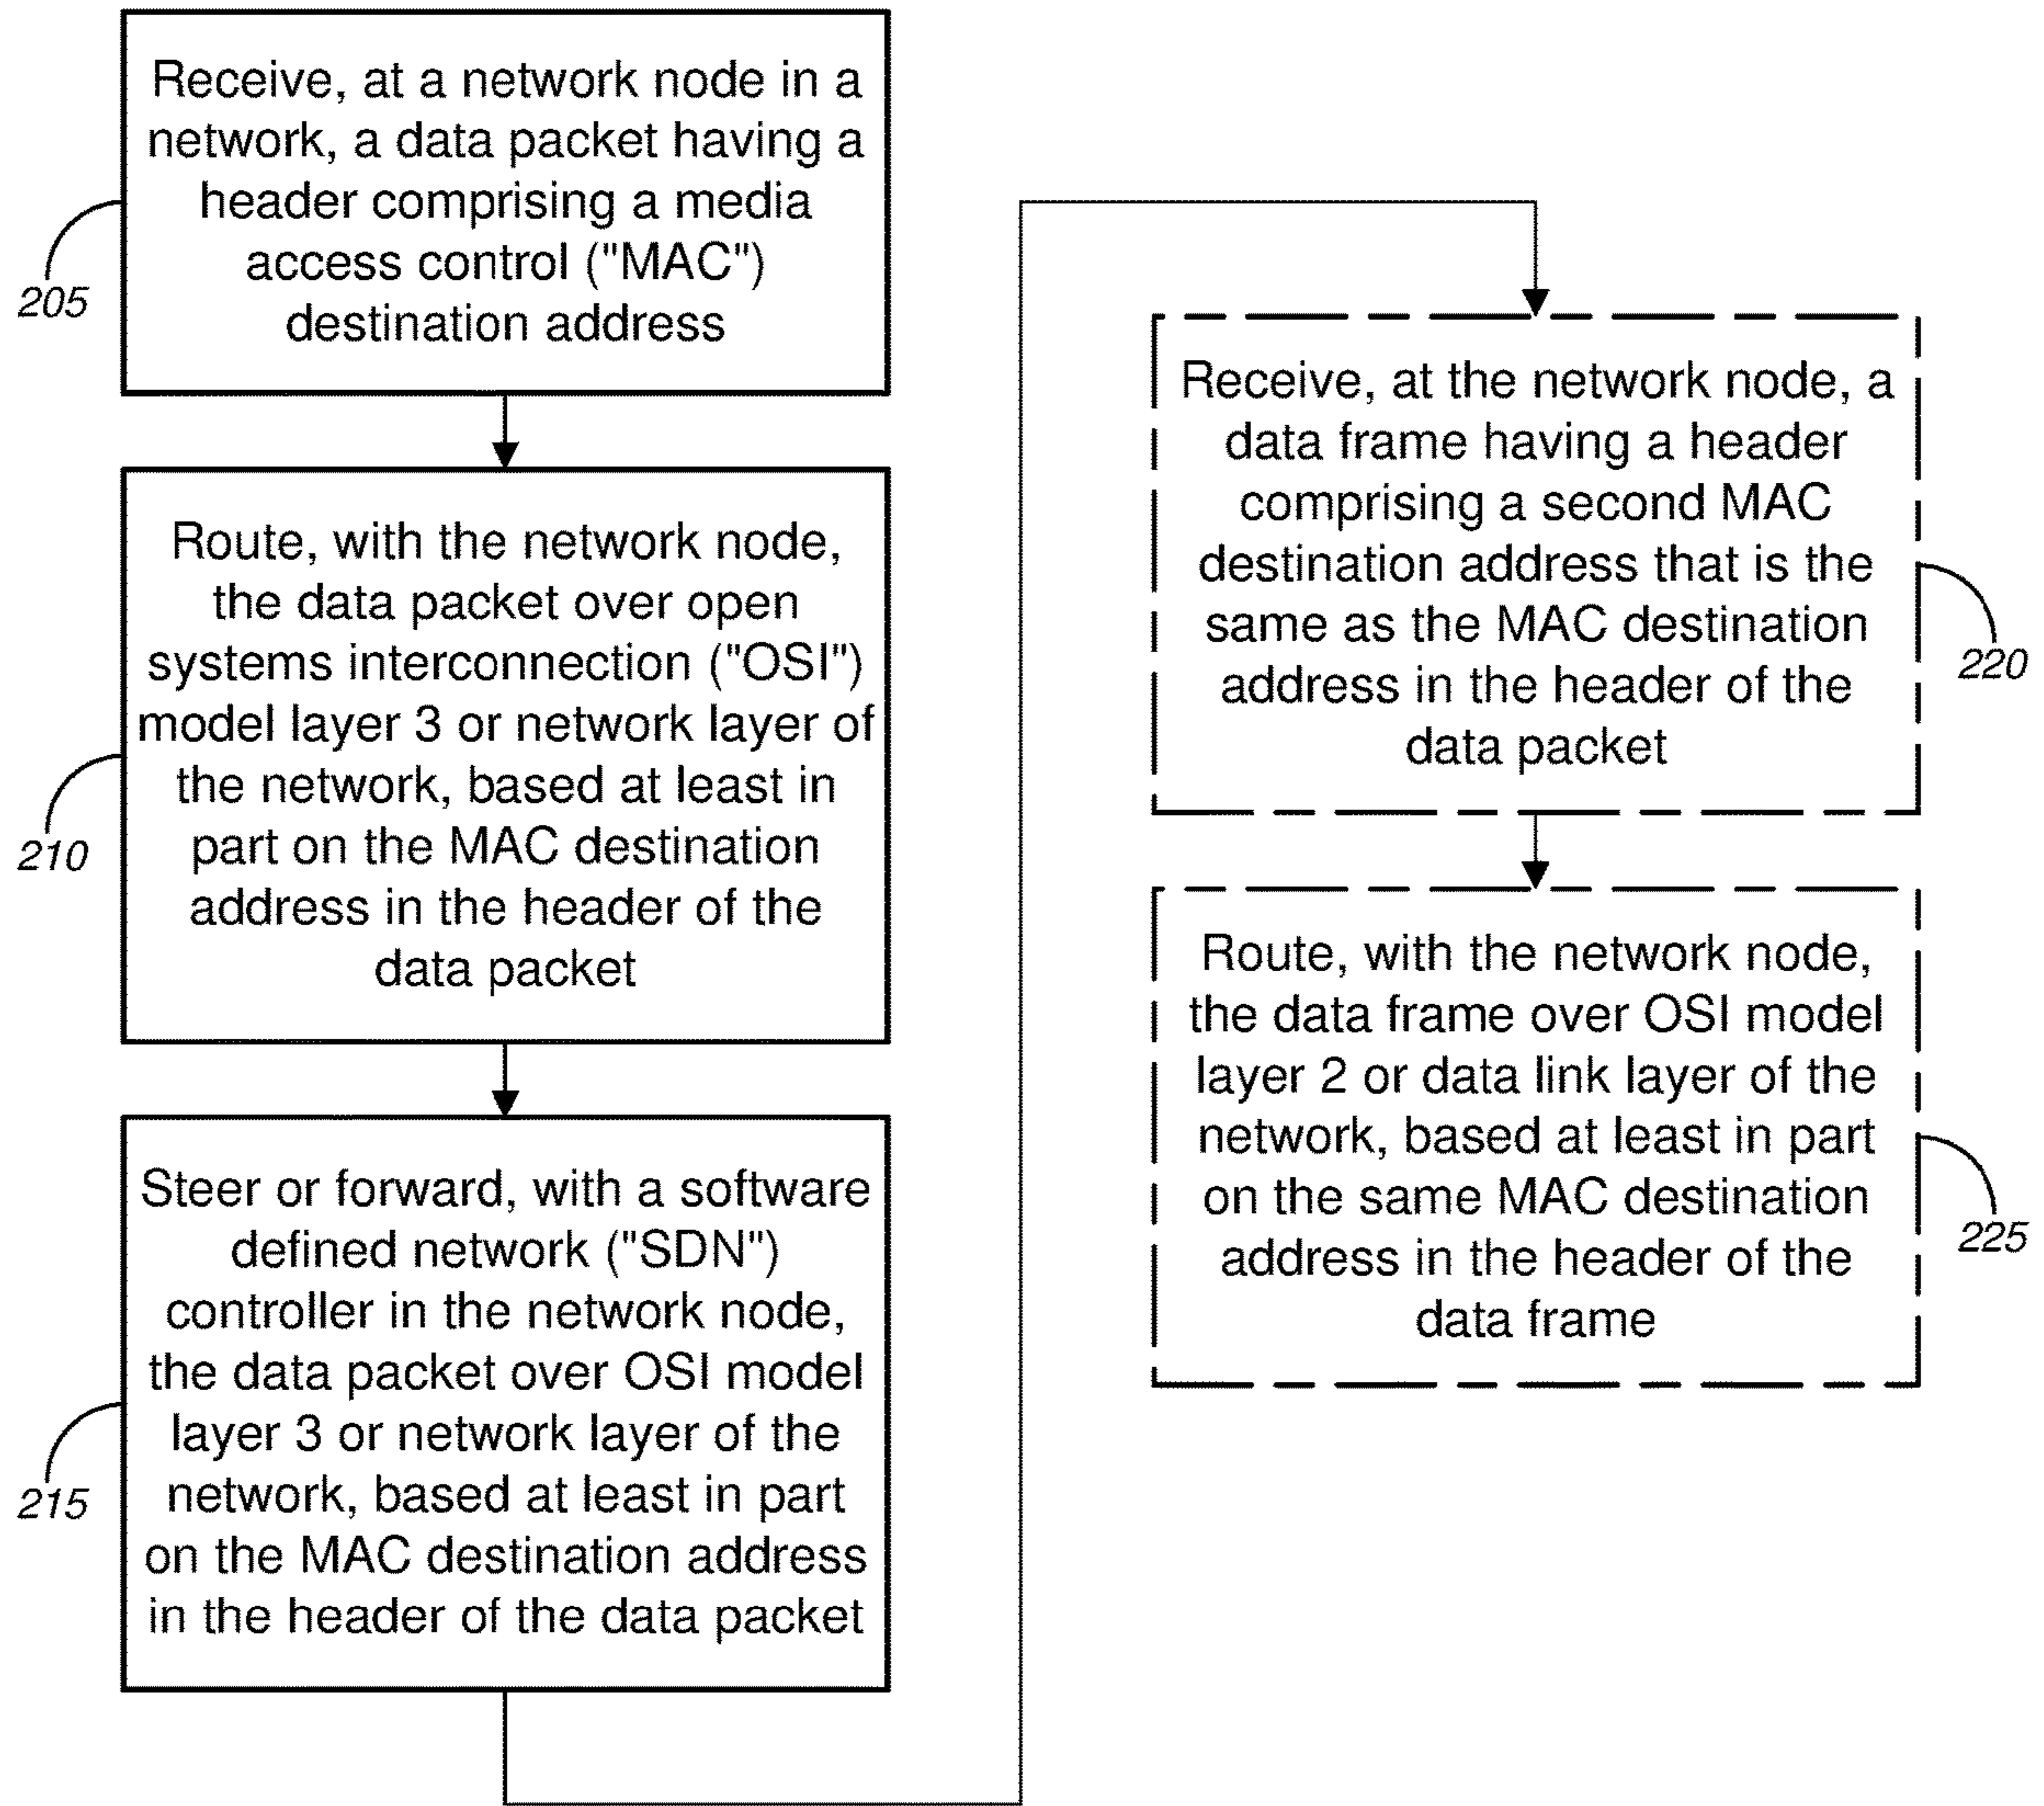 Receive, at a network node in a
network, a data packet having a
header comprising a media
access control ("MAC")
destination address
205
Route, with the network node,
the data packet over open
systems interconnection ("OSI")
model layer 3 or network layer of
the network, based at least in
part on the MAC destination
address in the header of the
data packet
210
Steer or forward, with a software
defined network ("SDN")
controller in the network node,
the data packet over OSI model
layer 3 or network layer of the
network, based at least in part
on the MAC destination address
in the header of the data packet
215
Receive, at the network node, a
data frame having a header
comprising a second MAC
destination address that is the
same as the MAC destination
address in the header of the
data packet
220
Route, with the network node,
the data frame over OSI model
layer 2 or data link layer of the
network, based at least in part
on the same MAC destination
address in the header of the
data frame
225